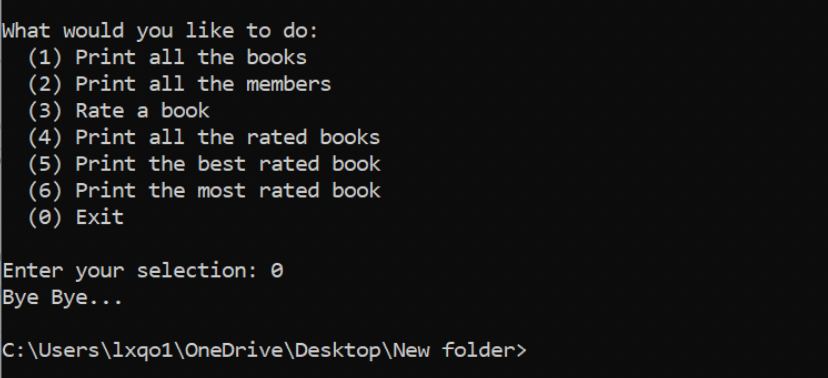 What would you like to do:
(1) Print all the books
(2) Print all the members
(3) Rate a book
(4) Print all the rated books
(5) Print the best rated book
(6) Print the most rated book
(0) Exit
Enter your selection: 0
Bye Bye...
C:\Users\lxqo1\OneDrive\Desktop\New folder>